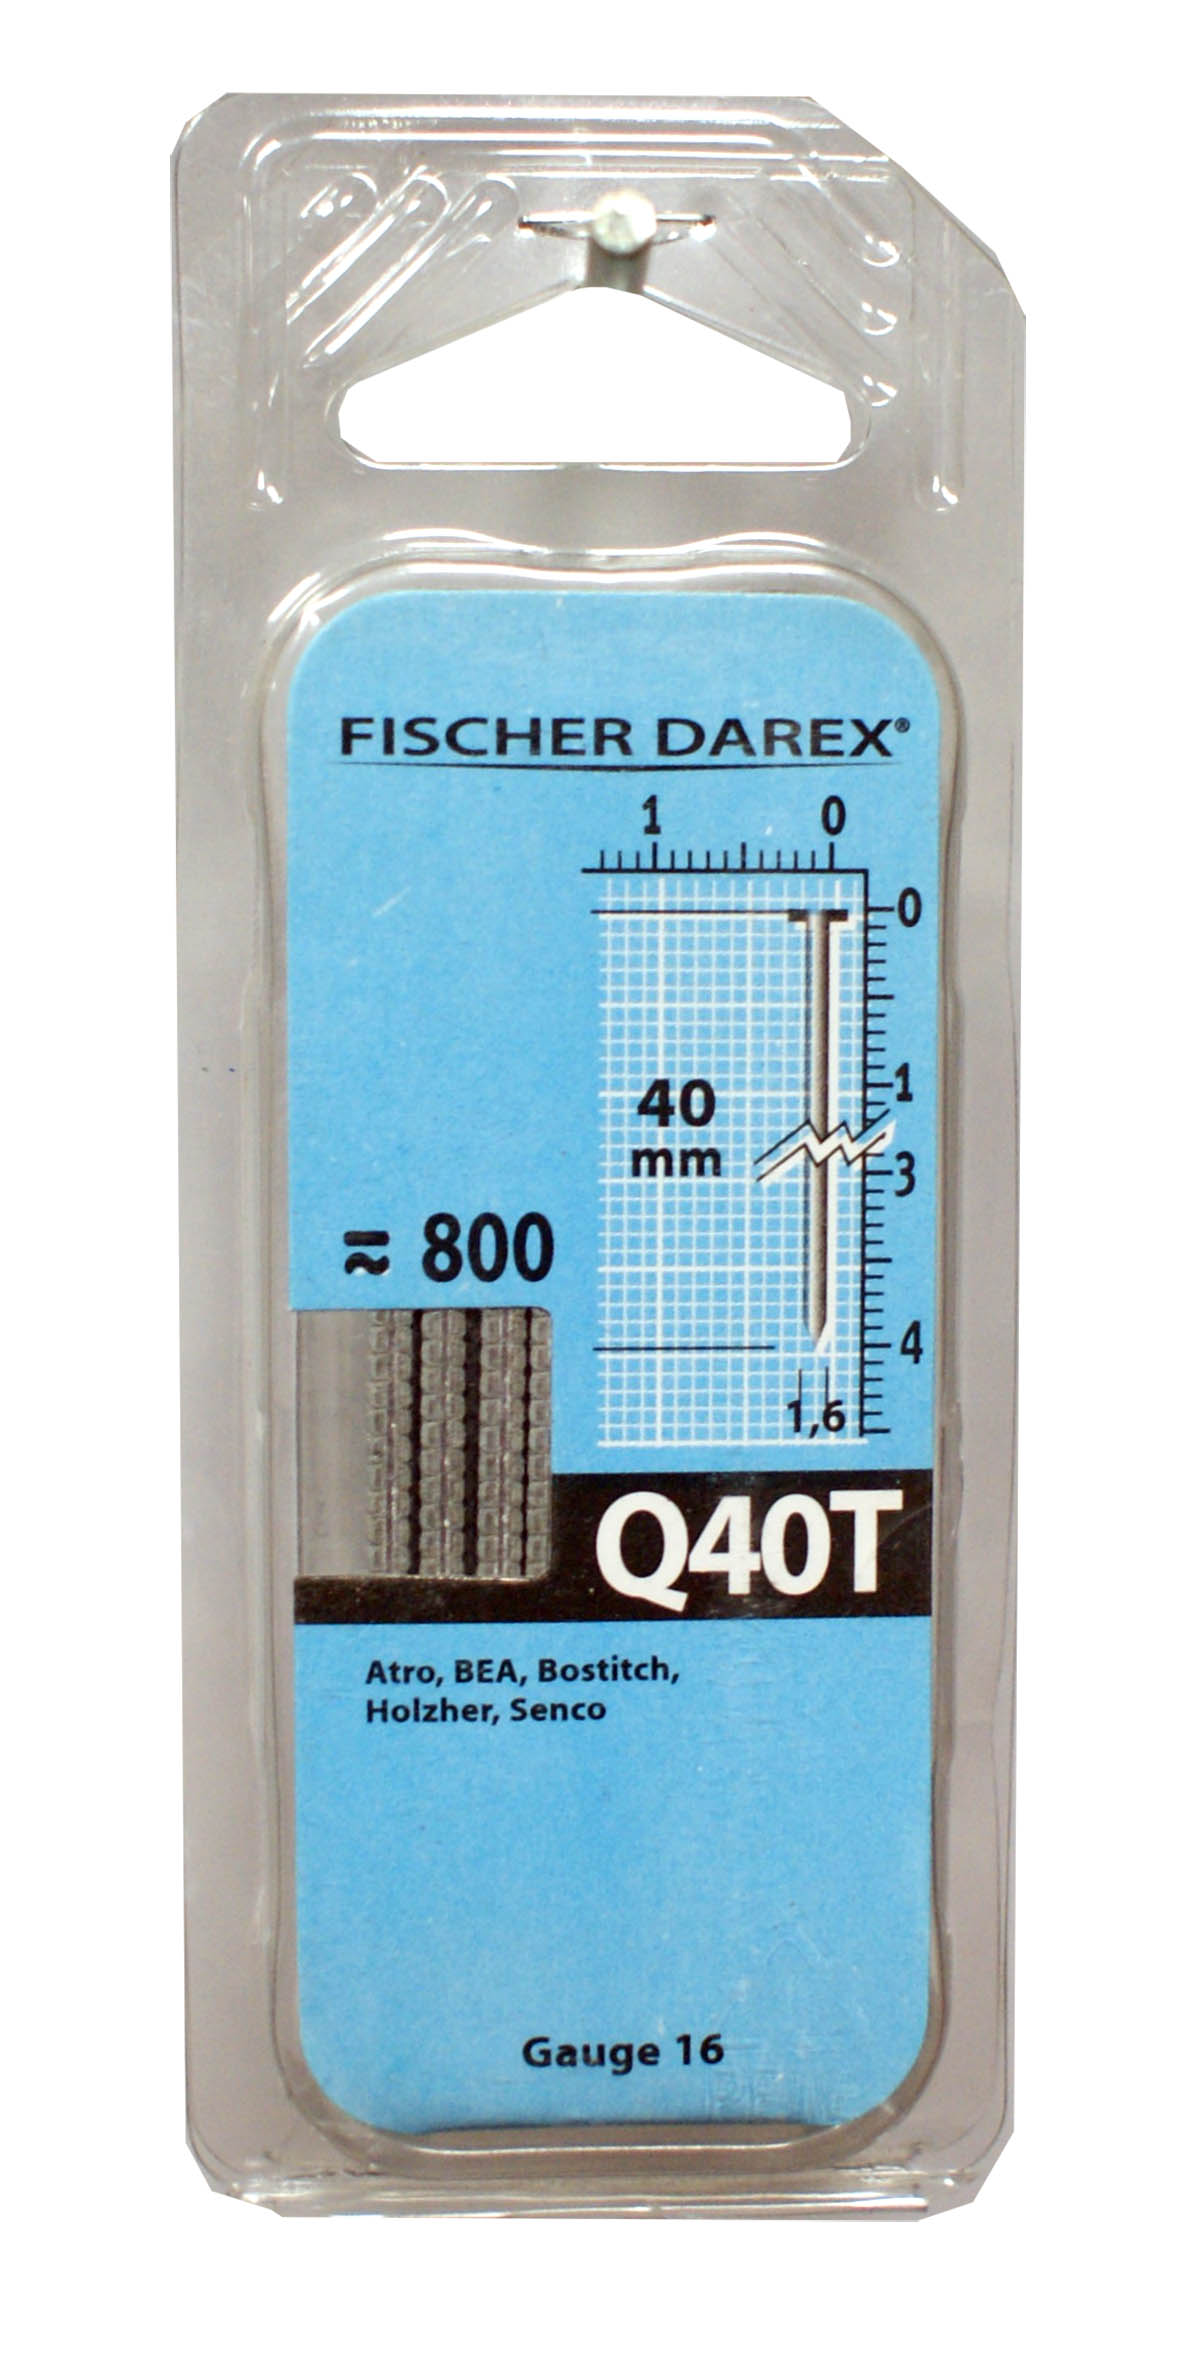 FISCHER DAREX®
1 0
0
1
40
mm
3
≈ 800
4
1,6
Q40T
Atro, BEA, Bostitch,
Holzher, Senco
Gauge 16